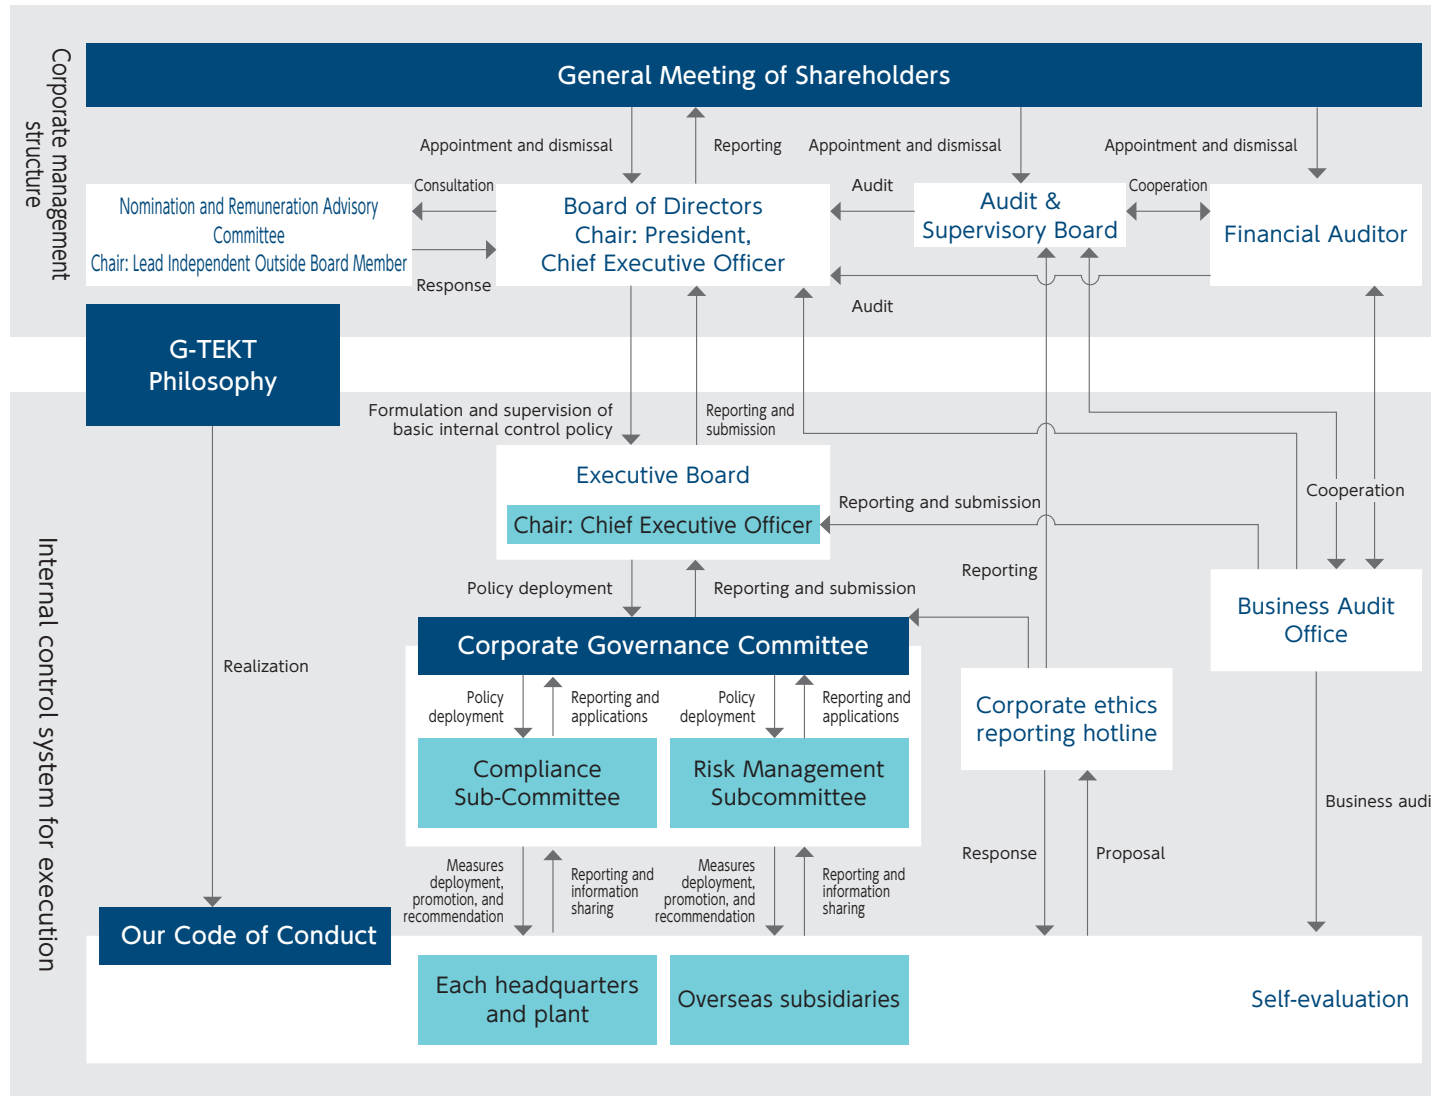 Corporate management
structure
General Meeting of Shareholders
Appointment and dismissal
Reporting
Appointment and dismissal
Appointment and dismissal
Nomination and Remuneration Advisory
Committee
Chair: Lead Independent Outside Board Member
Consultation
Response
Board of Directors
Chair: President,
Chief Executive Officer
Audit
Audit
Audit &
Supervisory Board
Cooperation
Financial Auditor
G-TEKT
Philosophy
Internal control system for execution
Formulation and supervision of
basic internal control policy
Reporting and
submission
Executive Board
Chair: Chief Executive Officer
Reporting and submission
Cooperation
Policy deployment
Reporting and submission
Reporting
Business Audit
Office
Corporate Governance Committee
Realization
Policy
deployment
Reporting and
applications
Policy
deployment
Reporting and
applications
Corporate ethics
reporting hotline
Compliance
Sub-Committee
Risk Management
Subcommittee
Business audi
Measures
deployment,
promotion, and
recommendation
Reporting and
information
sharing
Measures
deployment,
promotion, and
recommendation
Reporting and
information
sharing
Response
Proposal
Our Code of Conduct
Each headquarters
and plant
Overseas subsidiaries
Self-evaluation